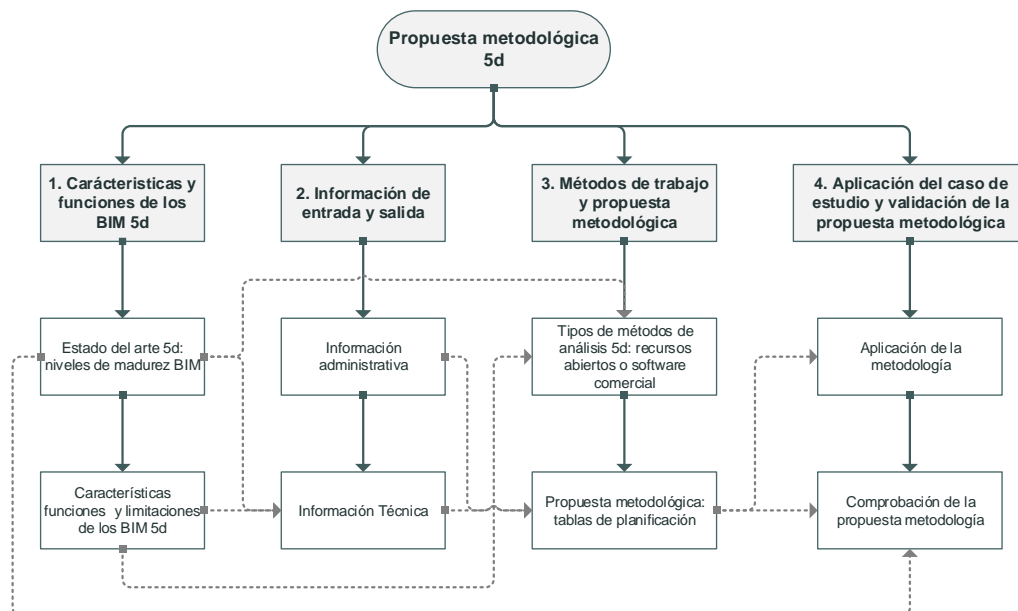 Propuesta metodológica
5d
1. Carácteristicas y
funciones de los
BIM 5d
2. Información de
entrada y salida
3. Métodos de trabajo
y propuesta
metodológica
4. Aplicación del caso de
estudio y validación de la
propuesta metodológica
Estado del arte 5d:
niveles de madurez BIM
Información
administrativa
Tipos de métodos de
análisis 5d: recursos
abiertos o software
comercial
Aplicación de la
metodología
Características
funciones y limitaciones
de los BIM 5d
Información Técnica
Propuesta metodológica:
tablas de planificación
Comprobación de la
propuesta metodología